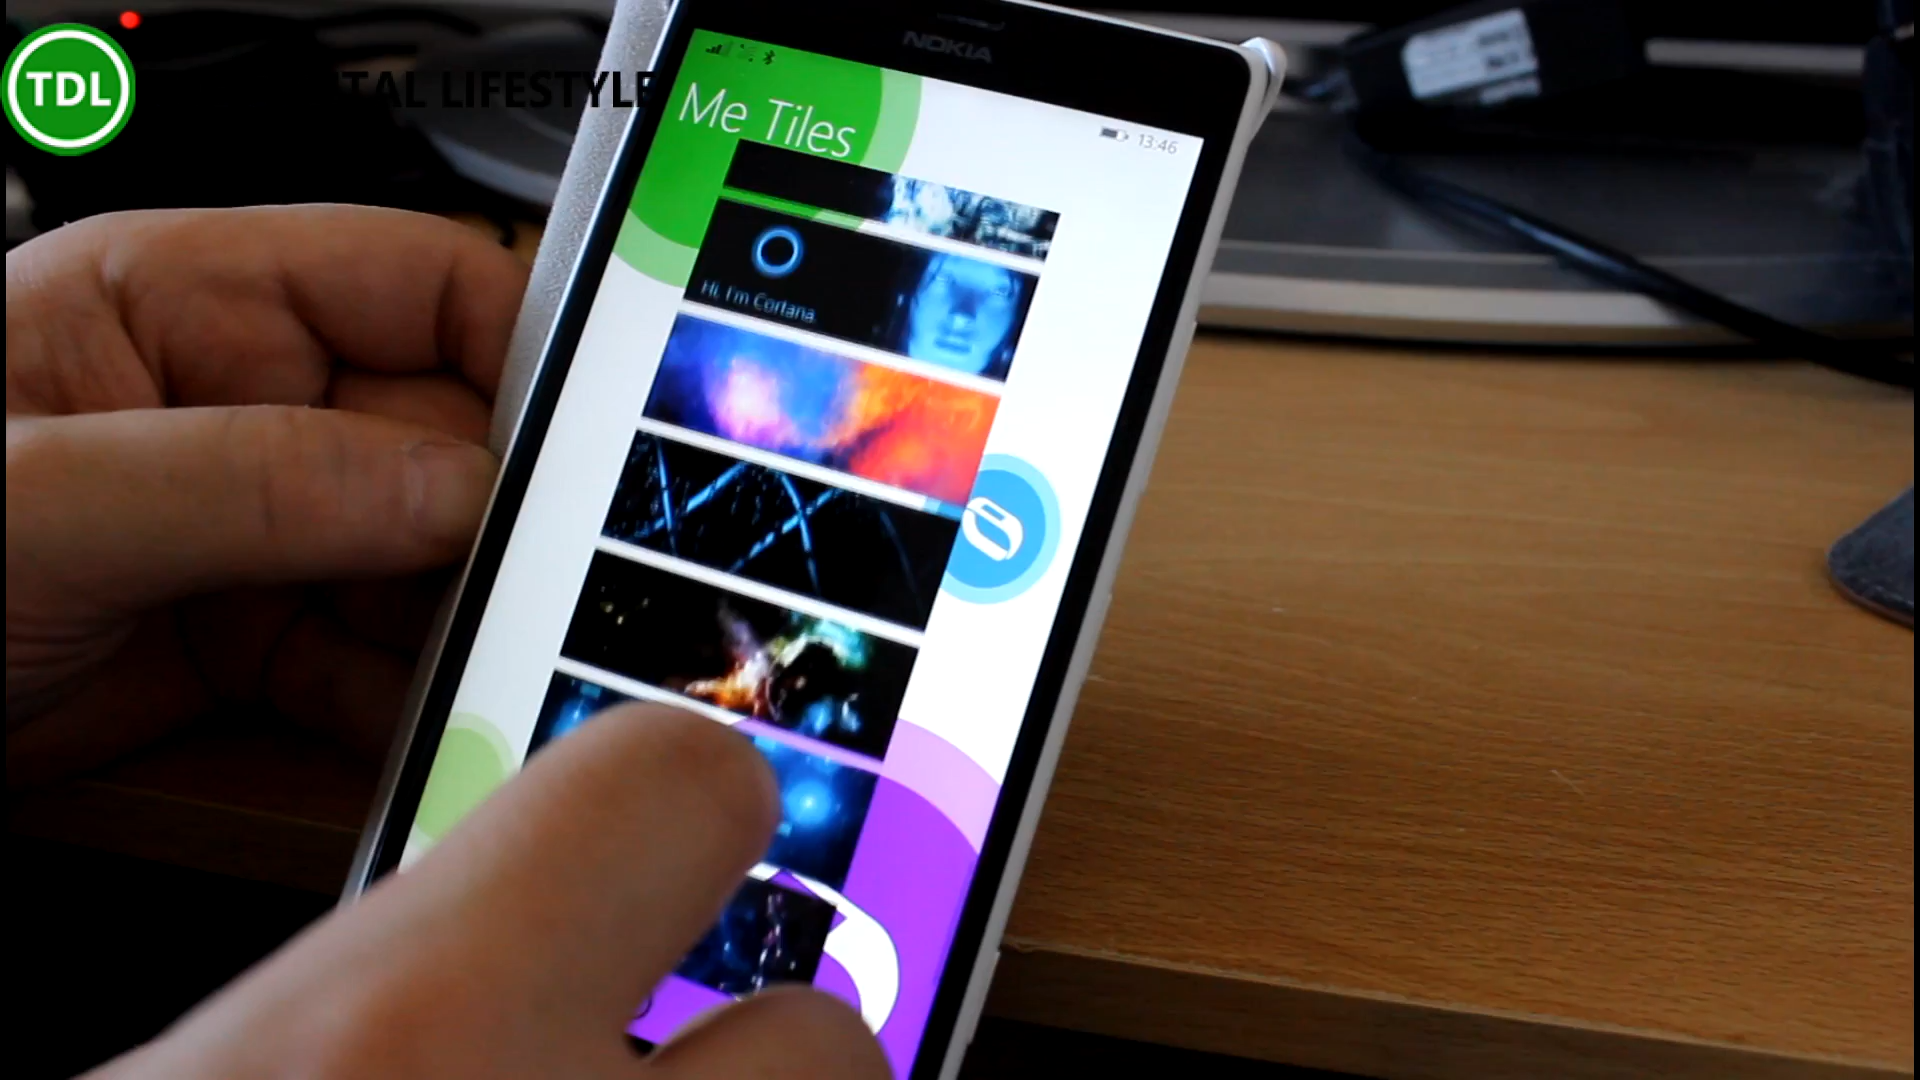 TDL
TAL LIFESTYLE
NOKIA
13:46
Me Tiles
Hi, I'm Cortana